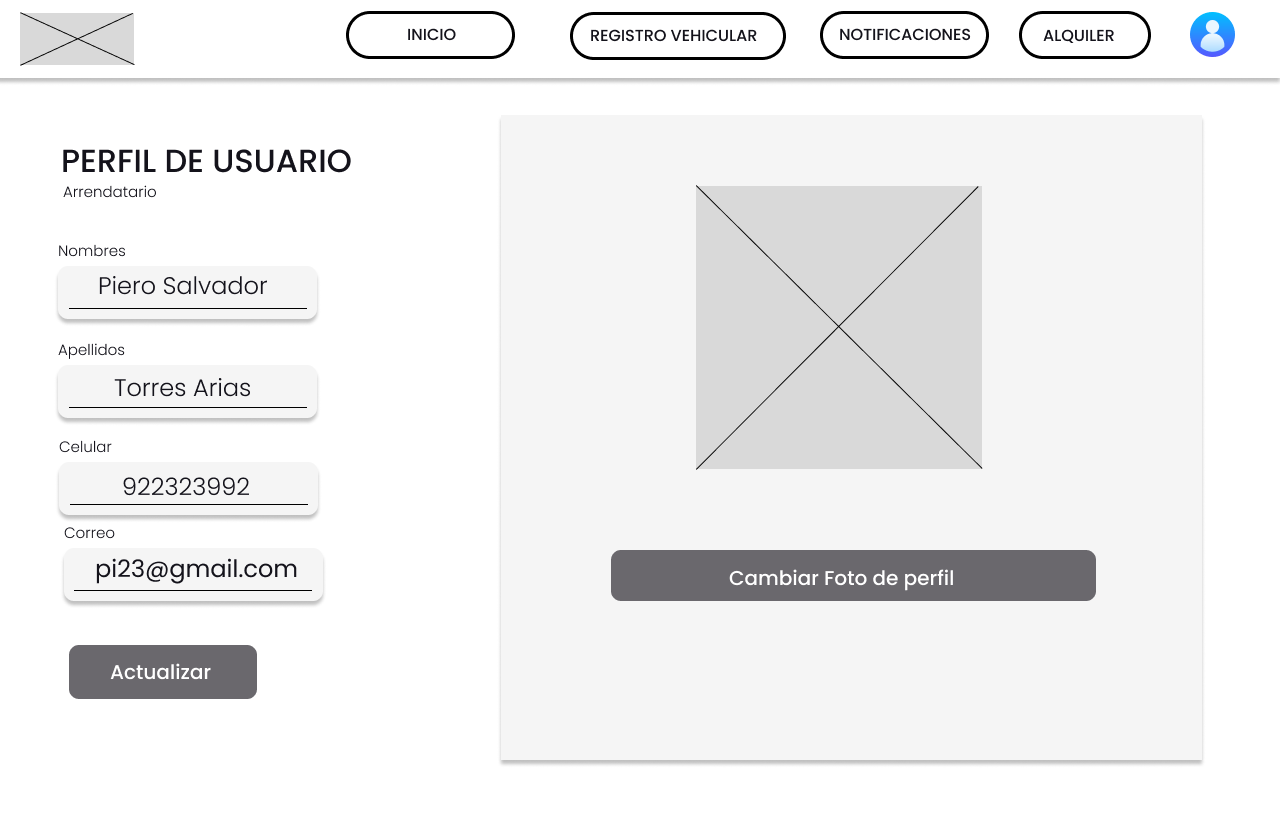 INICIO
REGISTRO VEHICULAR
NOTIFICACIONES
ALQUILER
PERFIL DE USUARIO
Arrendatario
Nombres
Piero Salvador
Apellidos
Torres Arias
Celular
922323992
Correo
pi23@gmail.com
Actualizar
Cambiar Foto de perfil